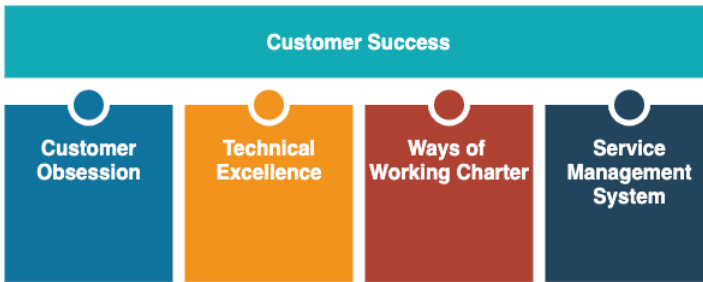 Customer Success
Customer
Obsession
Technical
Excellence
Ways of
Working Charter
Service
Management
System